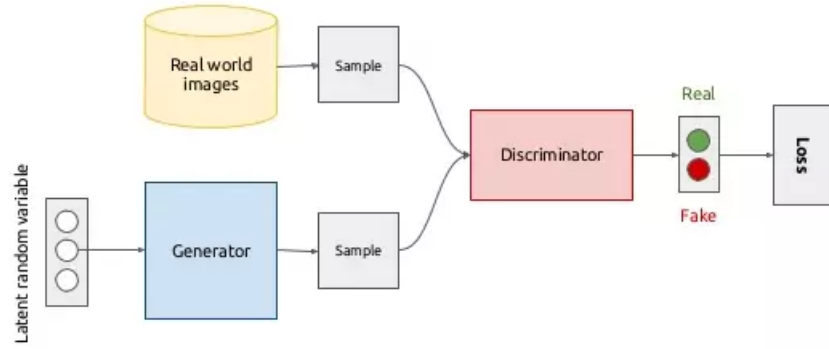 Real world
images
Sample
Real
Discriminator
Loss
Fake
Latent random variable
Generator
Sample